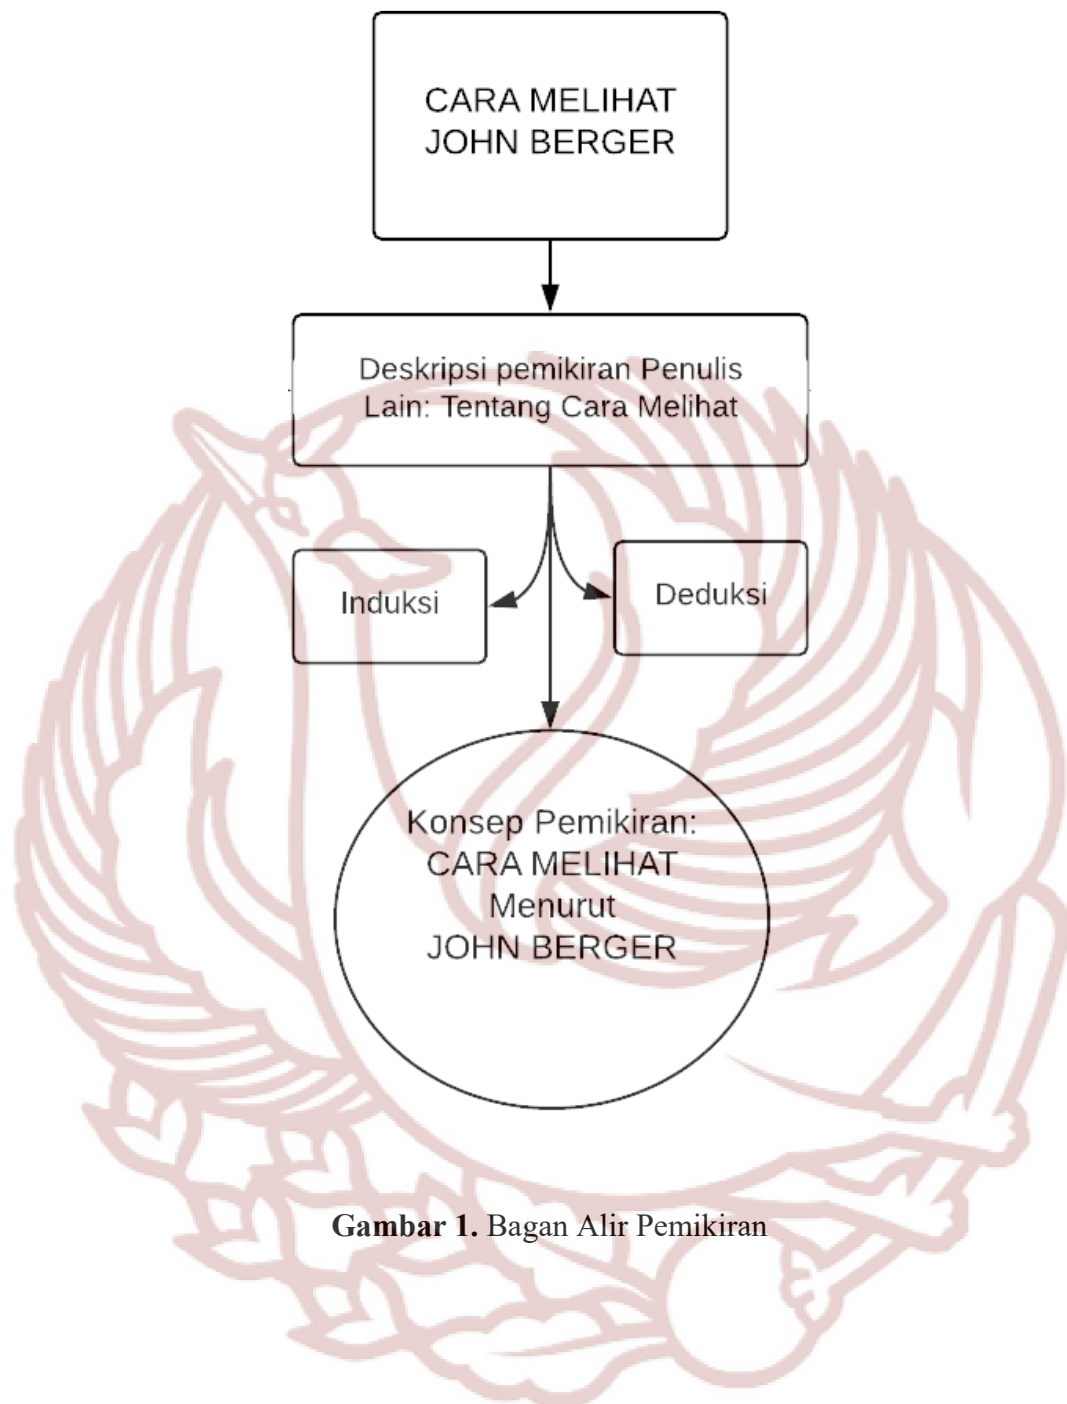 CARA MELIHAT
JOHN BERGER
Deskripsi pemikiran Penulis
Lain: Tentang Cara Melihat
Induksi
Deduksi
Konsep Pemikiran:
CARA MELIHAT
Menurut
JOHN BERGER
Gambar 1. Bagan Alir Pemikiran